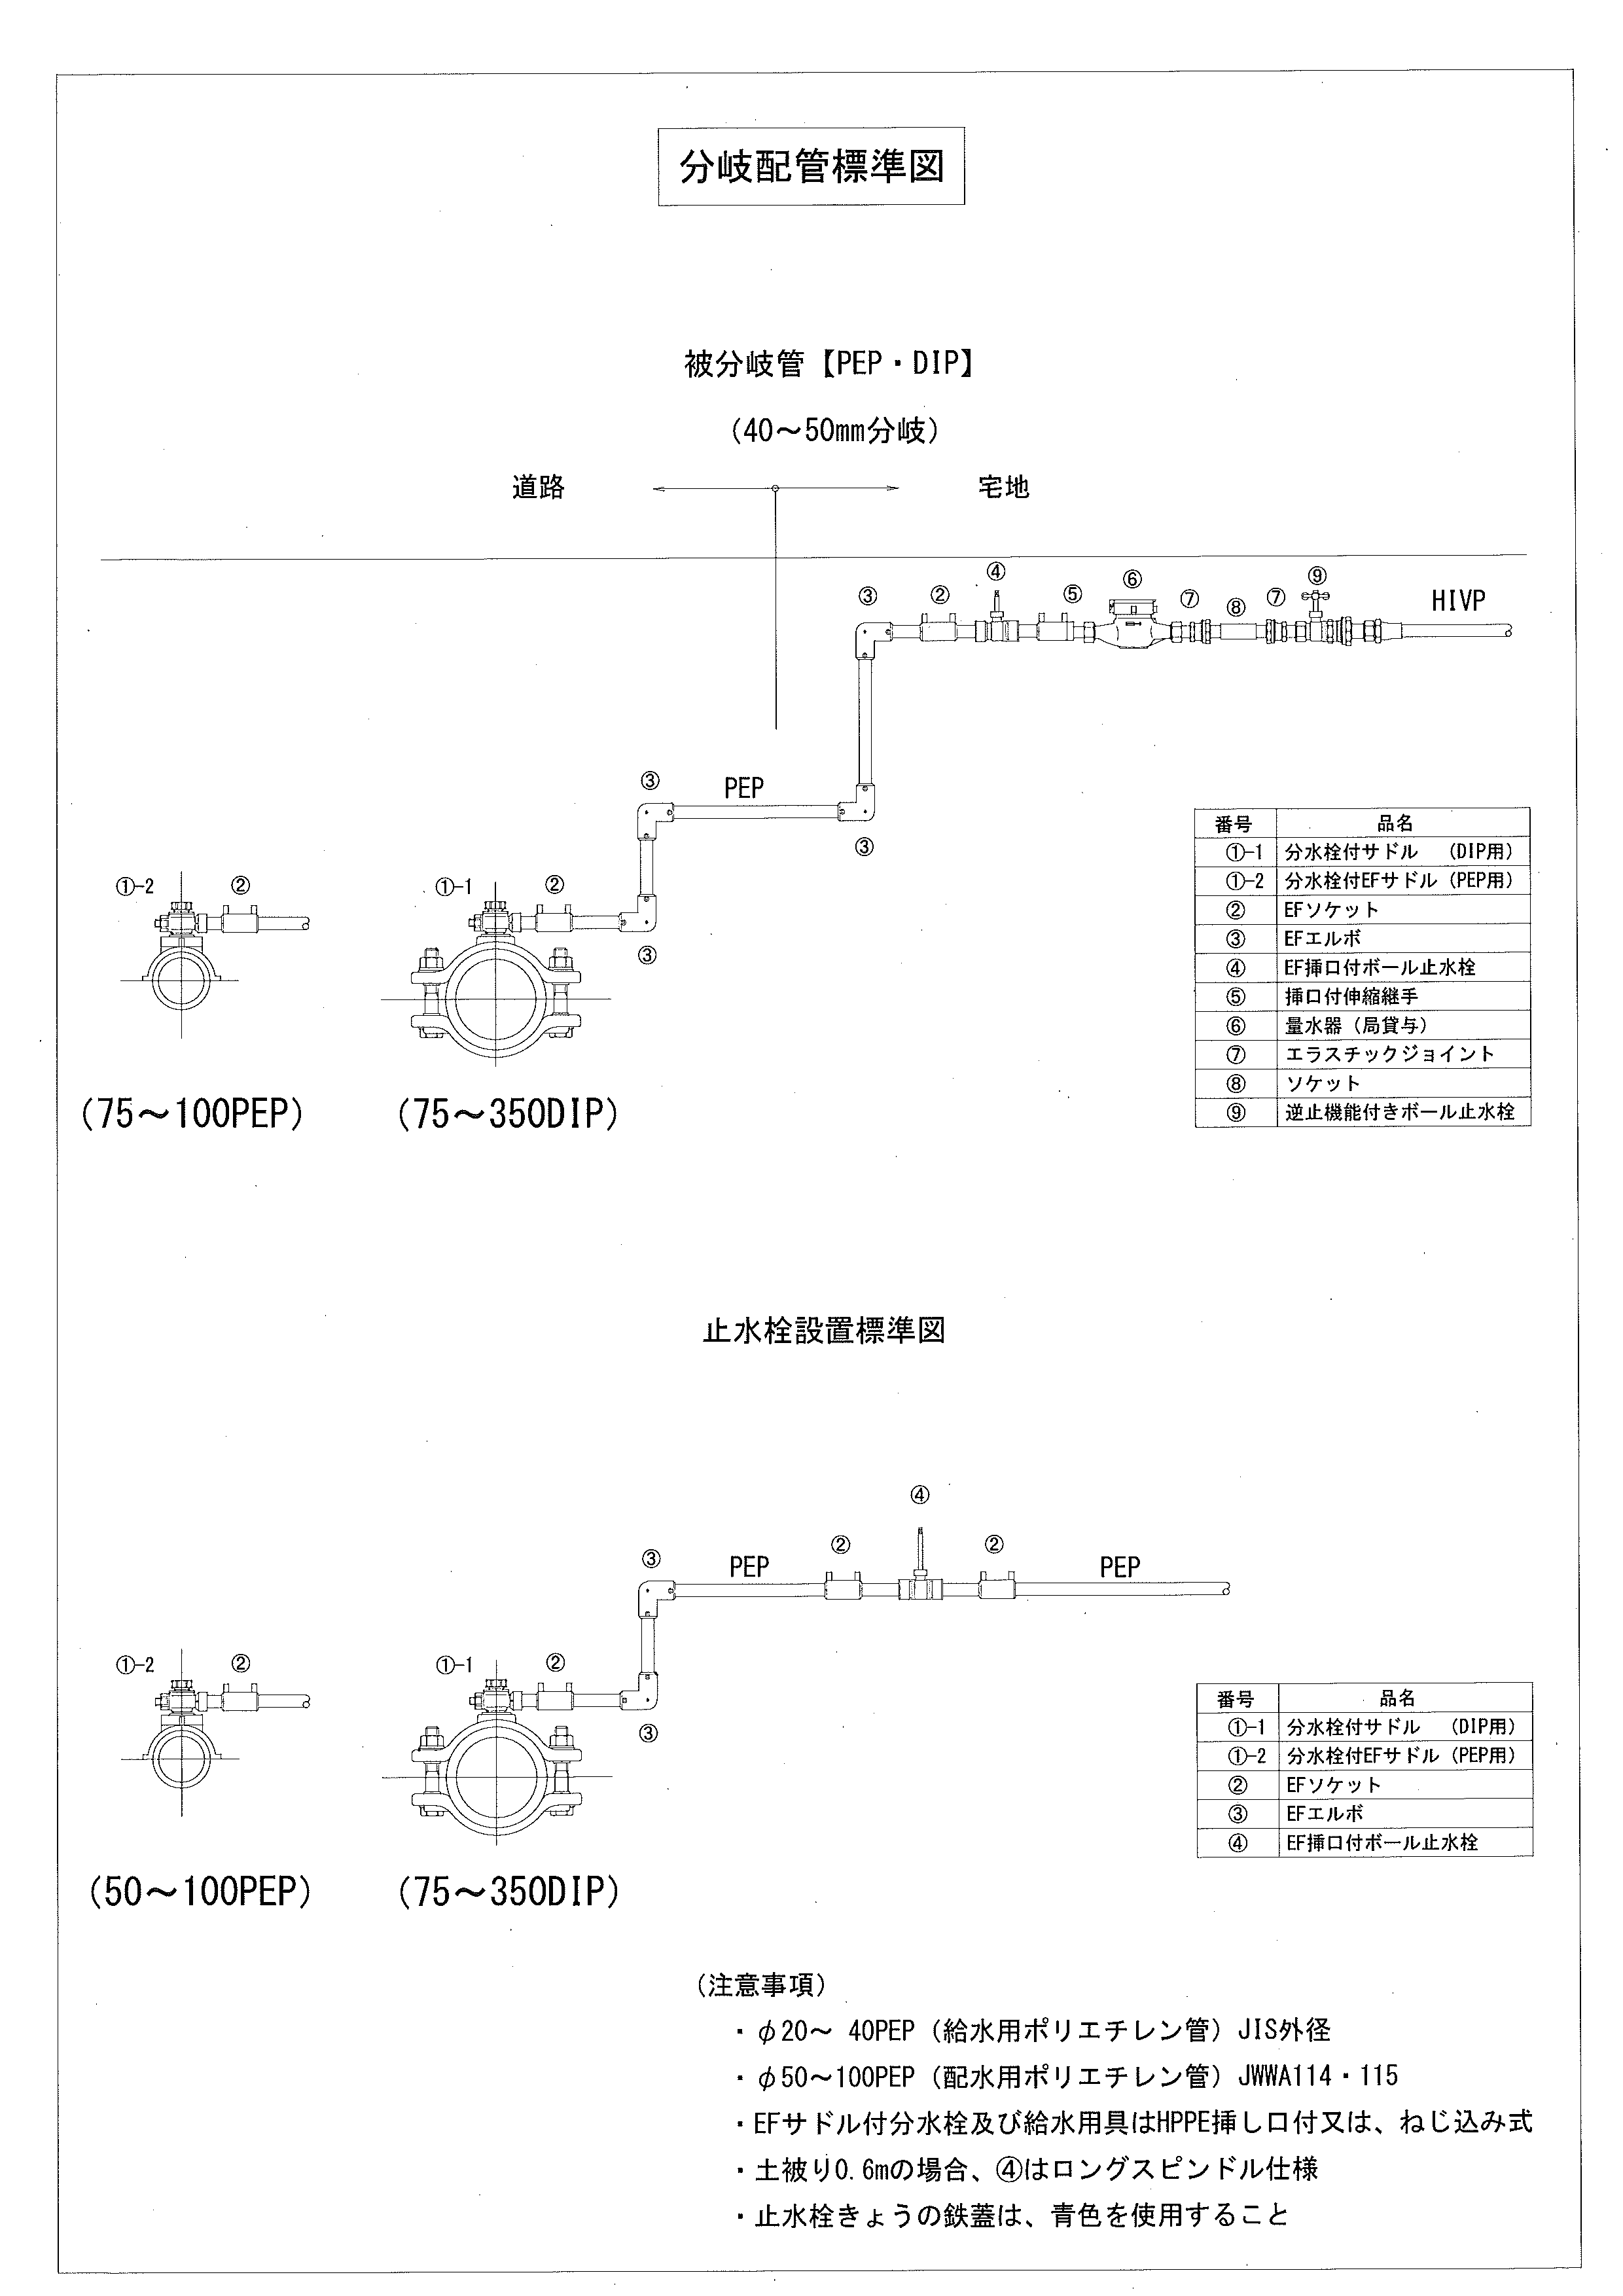 分岐配管標準図
被分岐管【PEP・DIP】
(40～50mm分岐)
道路 宅地
③ ② ④ ⑤ ⑥ ⑦ ⑧ ⑦ ⑨ HIVP
③ PEP
③
①-2 ② ①-1 ②
③
(75～100PEP) (75～350DIP)
番号 品名
①-1 分水栓付サドル (DIP用)
①-2 分水栓付EFサドル (PEP用)
② EFソケット
③ EFエルボ
④ EF挿口付ボール止水栓
⑤ 挿口付伸縮継手
⑥ 量水器 (局貸与)
⑦ エラスチックジョイント
⑧ ソケット
⑨ 逆止機能付きボール止水栓
止水栓設置標準図
④
③ PEP ② ② PEP
①-2 ② ①-1 ②
③
(50～100PEP) (75～350DIP)
番号 品名
①-1 分水栓付サドル (DIP用)
①-2 分水栓付EFサドル (PEP用)
② EFソケット
③ EFエルボ
④ EF挿口付ボール止水栓
(注意事項)
・φ20～ 40PEP (給水用ポリエチレン管) JIS外径
・φ50～100PEP (配水用ポリエチレン管) JWWA114・115
・EFサドル付分水栓及び給水用具はHPPE挿し口付又は、ねじ込み式
・土被り0.6mの場合、④はロングスピンドル仕様
・止水栓きょうの鉄蓋は、青色を使用すること